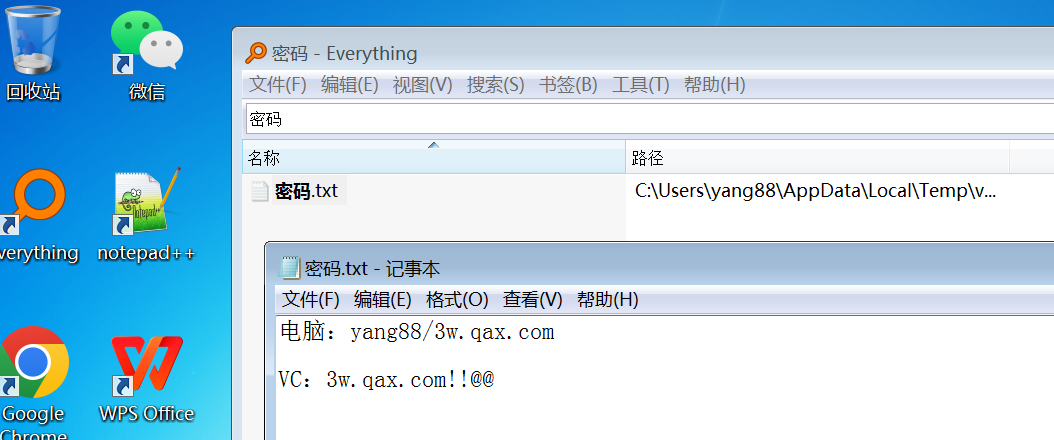 回收站
微信
密码 - Everything
文件(F) 编辑(E) 视图(V) 搜索(S) 书签(B) 工具(T) 帮助(H)
密码
名称 路径
密码.txt C:\Users\yang88\AppData\Local\Temp\v...
verything
notepad++
密码.txt - 记事本
文件(F) 编辑(E) 格式(O) 查看(V) 帮助(H)
电脑：yang88/3w.qax.com
VC：3w.qax.com!!@@
Google
Chrome
WPS Office